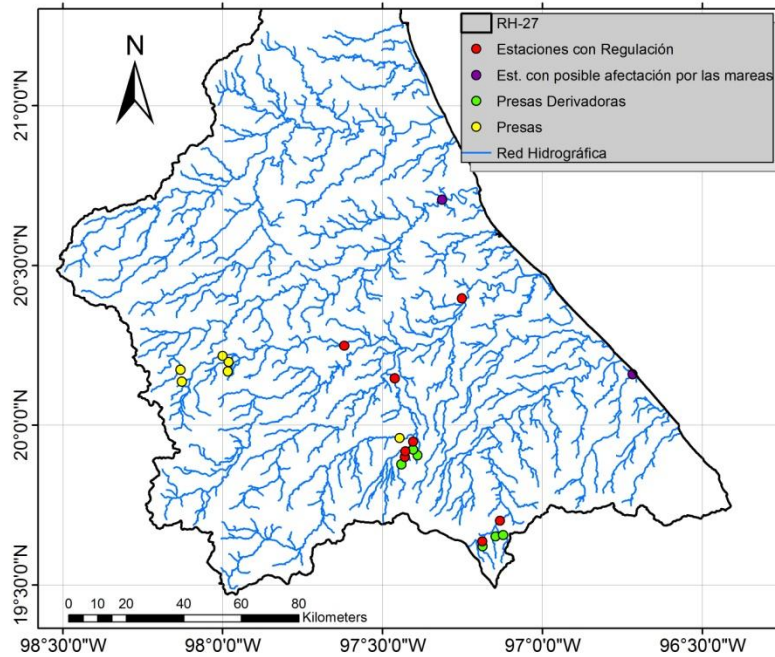 N
RH-27
Estaciones con Regulación
Est. con posible afectación por las mareas
Presas Derivadoras
Presas
Red Hidrográfica
21°0'0"N
20°30'0"N
20°0'0"N
19°30'0"N
0 10 20 40 60 80
Kilometers
98°30'0"W 98°0'0"W 97°30'0"W 97°0'0"W 96°30'0"W